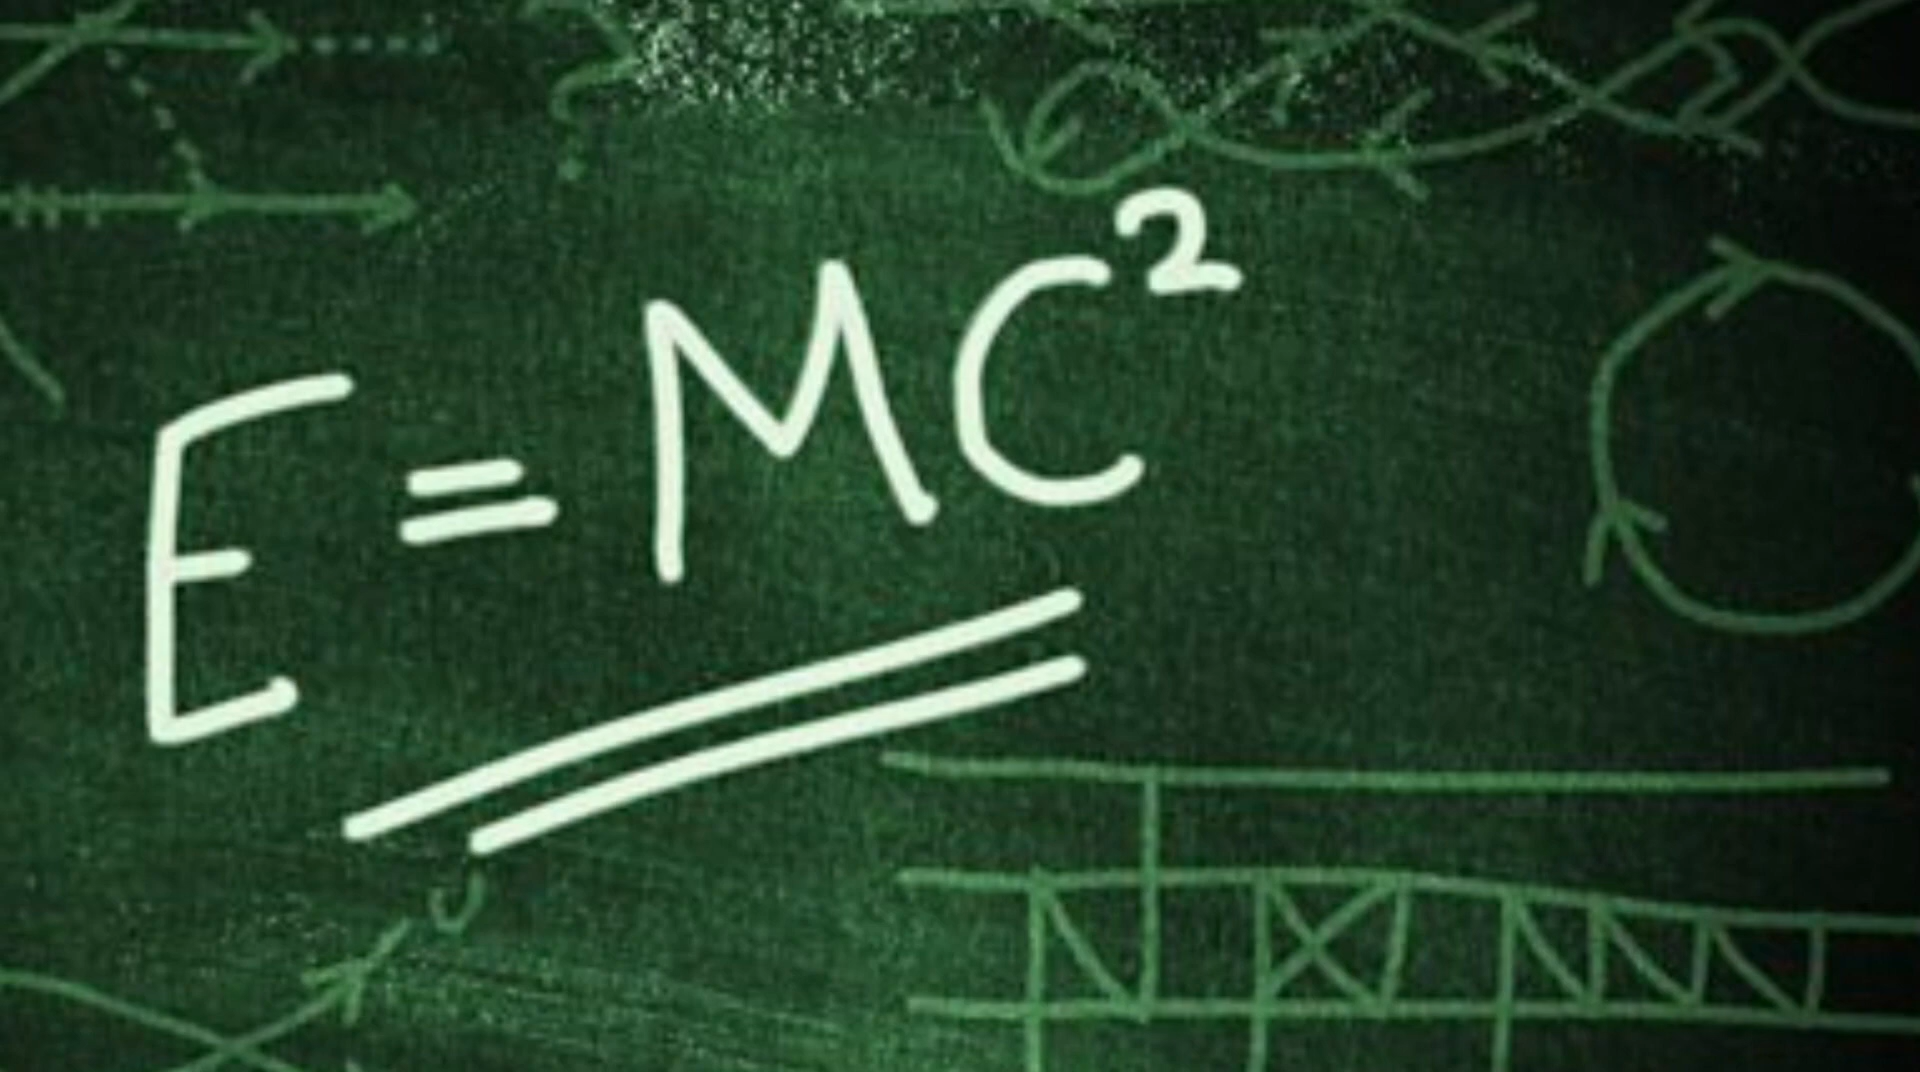 E = MC²